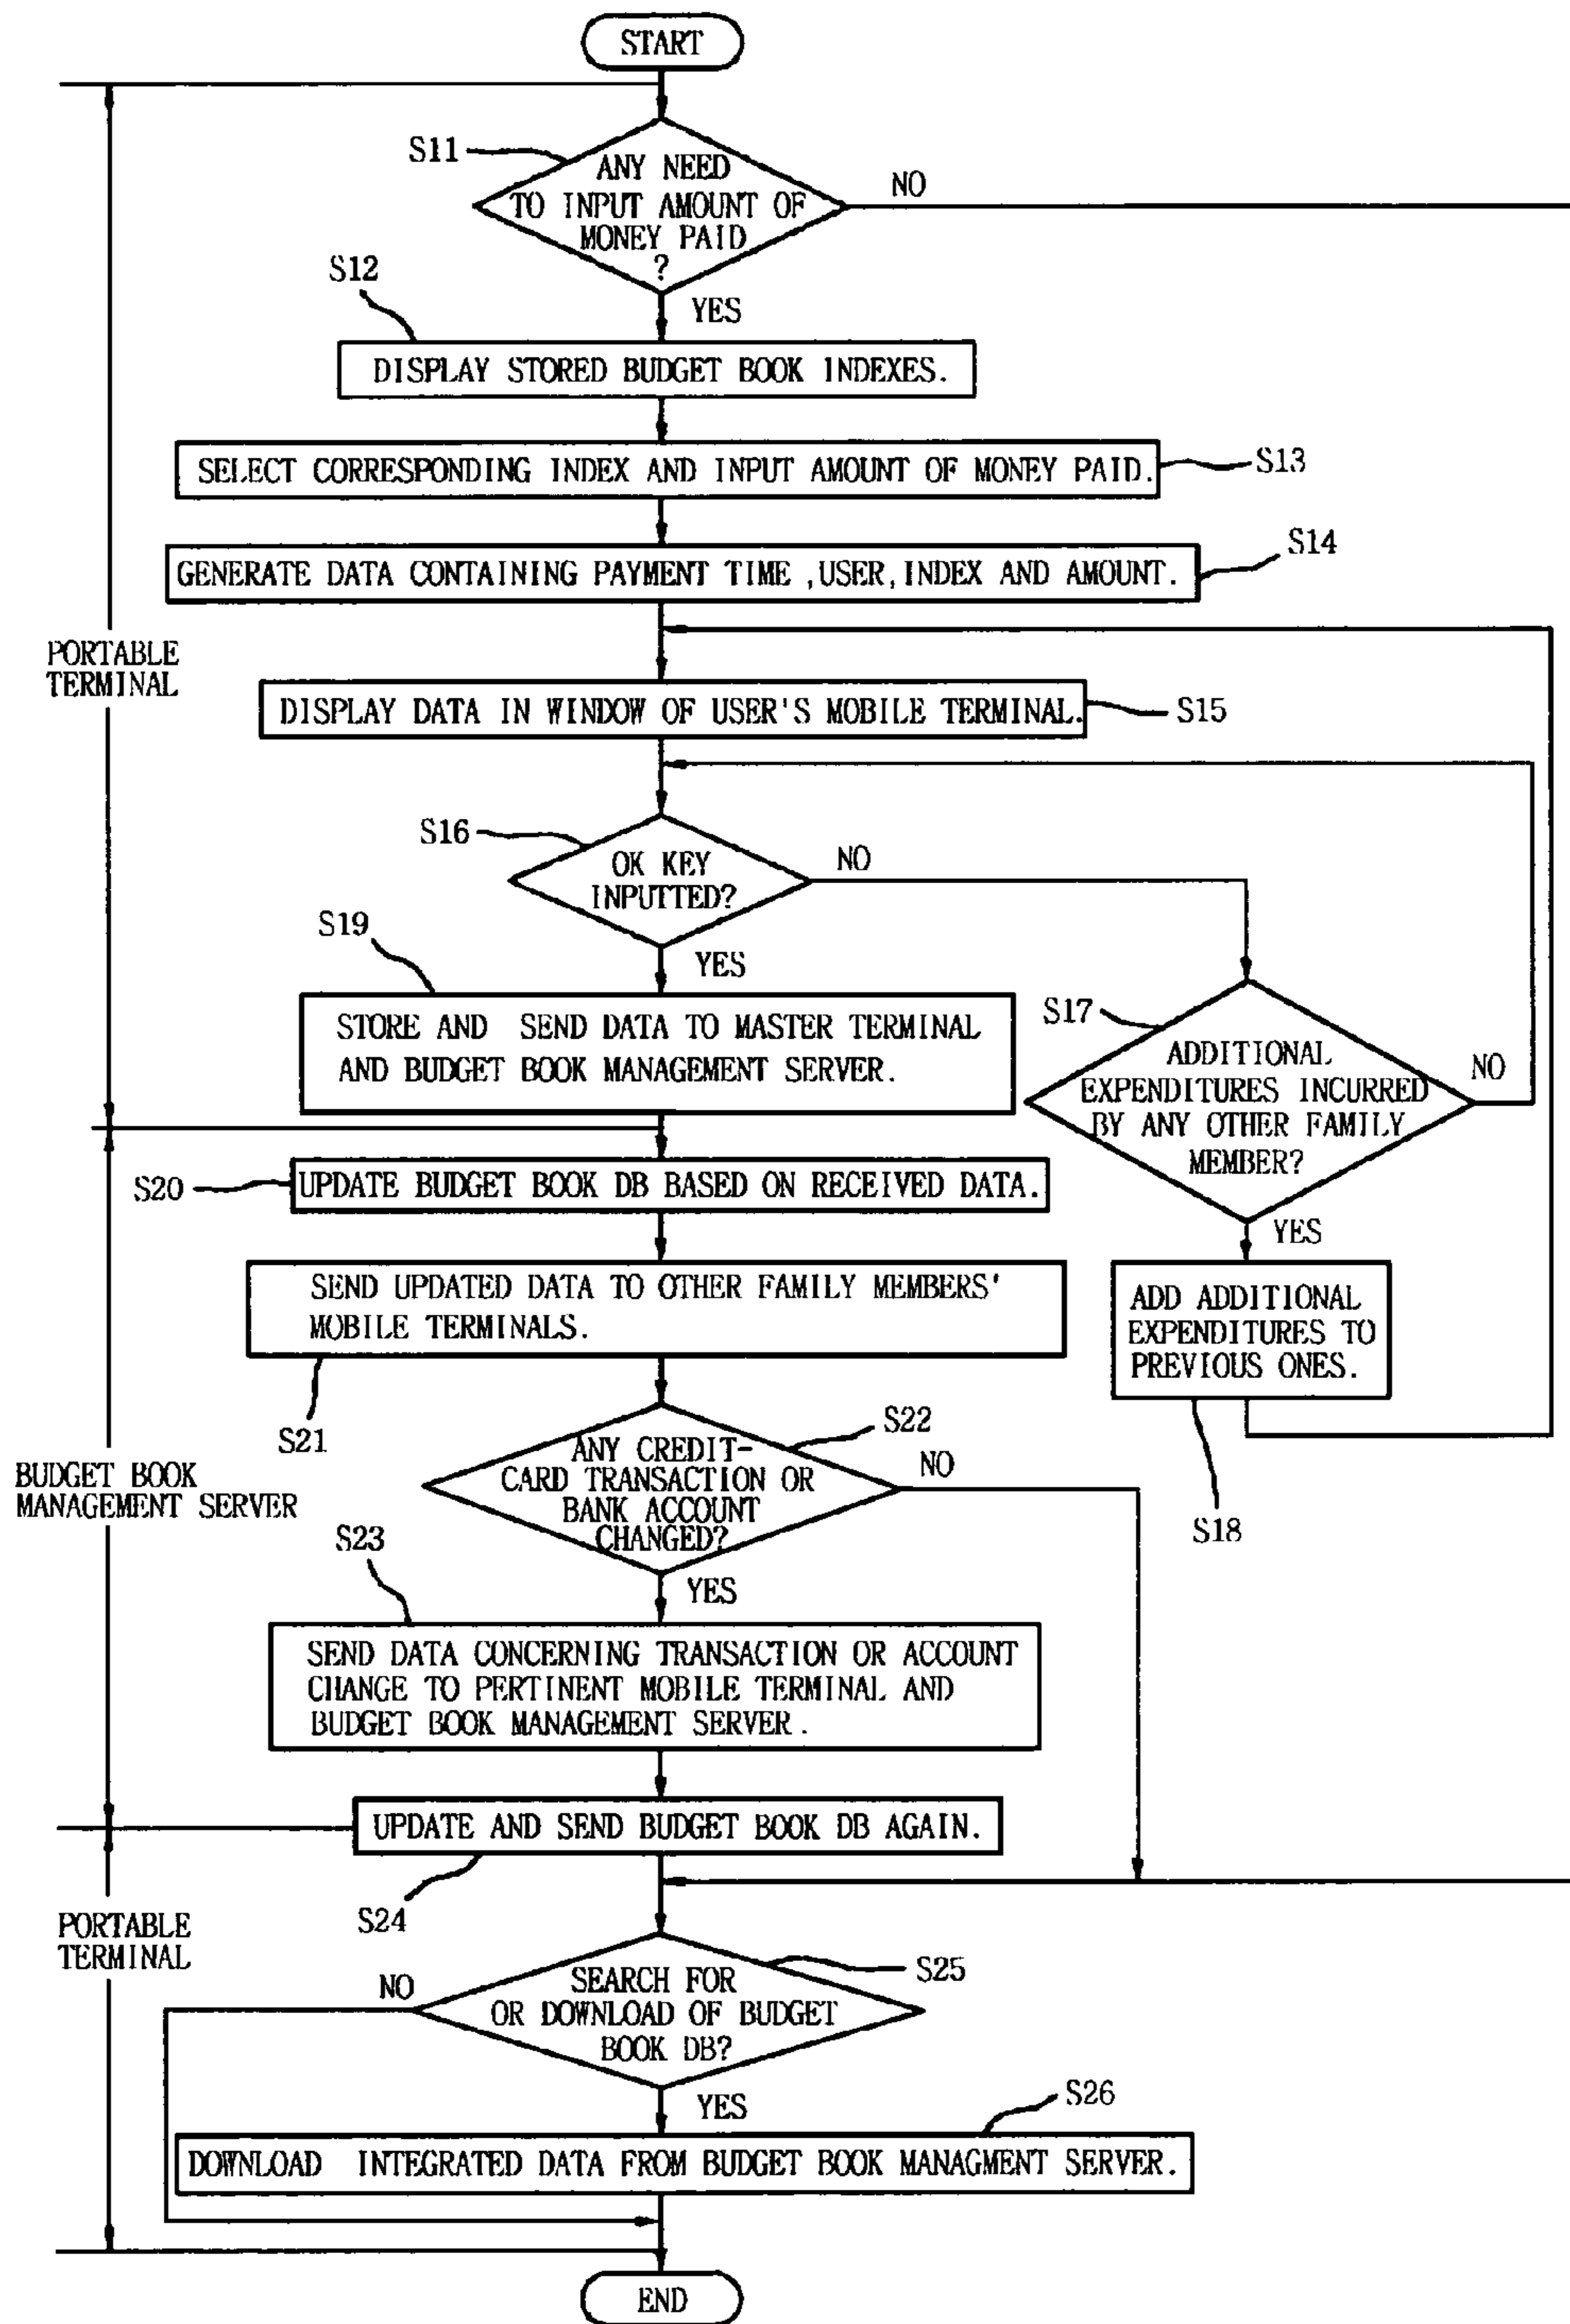 START
S11
ANY NEED
TO INPUT AMOUNT OF
MONEY PAID
?
NO
S12
YES
DISPLAY STORED BUDGET BOOK INDEXES.
SELECT CORRESPONDING INDEX AND INPUT AMOUNT OF MONEY PAID.
S13
S14
GENERATE DATA CONTAINING PAYMENT TIME ,USER, INDEX AND AMOUNT.
PORTABLE
TERMINAL
DISPLAY DATA IN WINDOW OF USER'S MOBILE TERMINAL.
S15
S16
OK KEY
INPUTTED?
NO
S19
YES
STORE AND SEND DATA TO MASTER TERMINAL
AND BUDGET BOOK MANAGEMENT SERVER.
S17
ADDITIONAL
EXPENDITURES INCURRED
BY ANY OTHER FAMILY
MEMBER?
NO
YES
S20
UPDATE BUDGET BOOK DB BASED ON RECEIVED DATA.
SEND UPDATED DATA TO OTHER FAMILY MEMBERS'
MOBILE TERMINALS.
ADD ADDITIONAL
EXPENDITURES TO
PREVIOUS ONES.
S21
S22
S18
ANY CREDIT-
CARD TRANSACTION OR
BANK ACCOUNT
CHANGED?
NO
BUDGET BOOK
MANAGEMENT SERVER
S23
YES
SEND DATA CONCERNING TRANSACTION OR ACCOUNT
CHANGE TO PERTINENT MOBILE TERMINAL AND
BUDGET BOOK MANAGEMENT SERVER.
UPDATE AND SEND BUDGET BOOK DB AGAIN.
S24
PORTABLE
TERMINAL
S25
NO
SEARCH FOR
OR DOWNLOAD OF BUDGET
BOOK DB?
YES
S26
DOWNLOAD INTEGRATED DATA FROM BUDGET BOOK MANAGMENT SERVER.
END